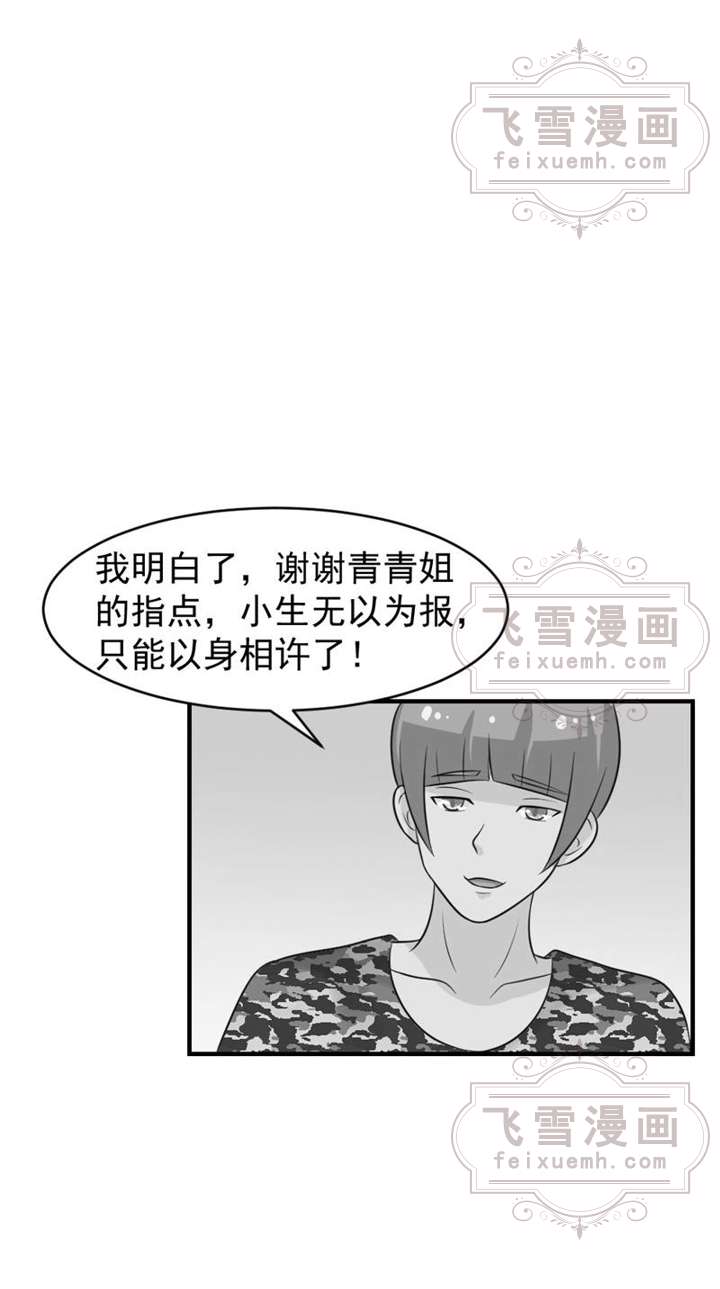 飞雪漫画
feixuemh.com
我明白了，谢谢青青姐
的指点，小生无以为报，
只能以身相许了！
飞雪漫画
feixuemh.com
飞雪漫画
feixuemh.com